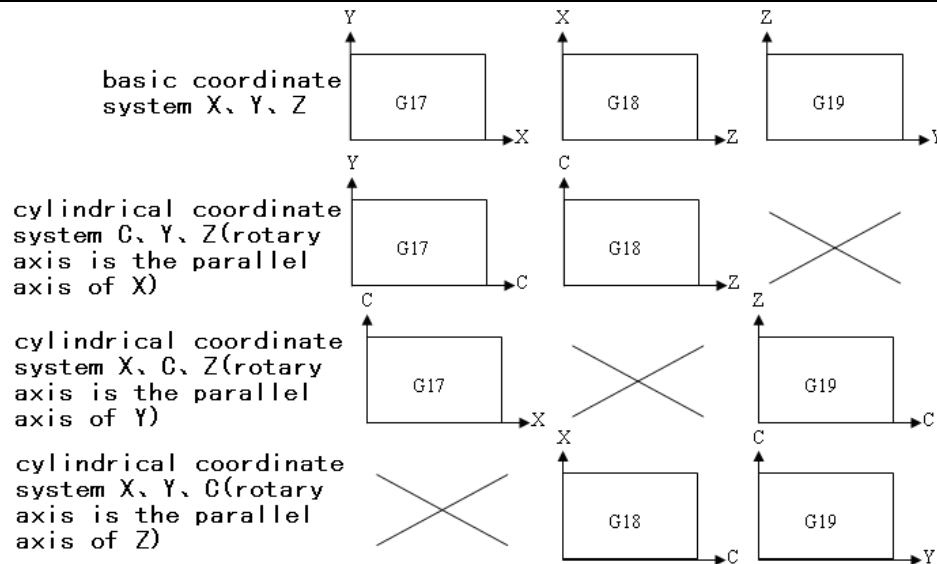 Y X Z
basic coordinate
system X、Y、Z
G17 G18 G19
X Z Y
Y C
cylindrical coordinate
system C、Y、Z(rotary
axis is the parallel
axis of X)
G17 G18
C Z
C Z
cylindrical coordinate
system X、C、Z(rotary
axis is the parallel
axis of Y)
G17 G19
X C
X C
cylindrical coordinate
system X、Y、C(rotary
axis is the parallel
axis of Z)
G18 G19
C Y